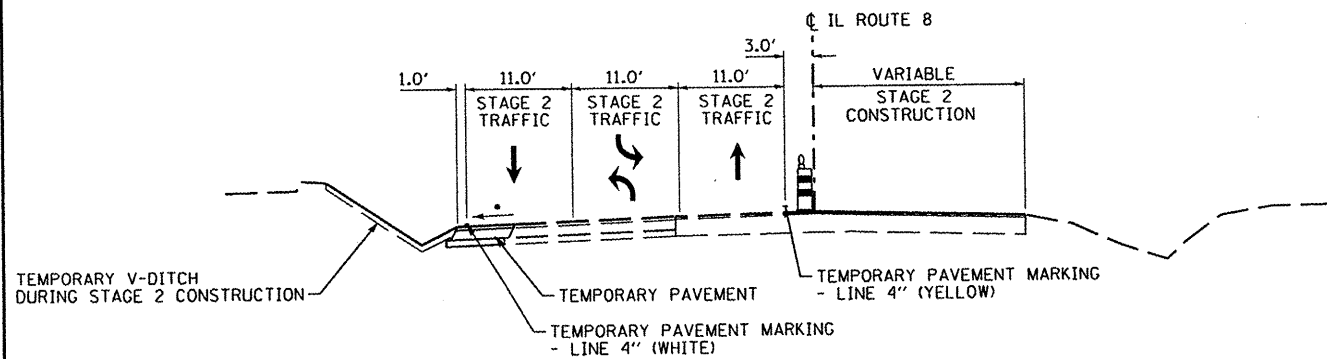 ℄ IL ROUTE 8
3.0'
1.0'
11.0'
11.0'
11.0'
VARIABLE
STAGE 2
TRAFFIC
STAGE 2
TRAFFIC
STAGE 2
TRAFFIC
STAGE 2
CONSTRUCTION
TEMPORARY V-DITCH
DURING STAGE 2 CONSTRUCTION
TEMPORARY PAVEMENT
TEMPORARY PAVEMENT MARKING
- LINE 4" (WHITE)
TEMPORARY PAVEMENT MARKING
- LINE 4" (YELLOW)